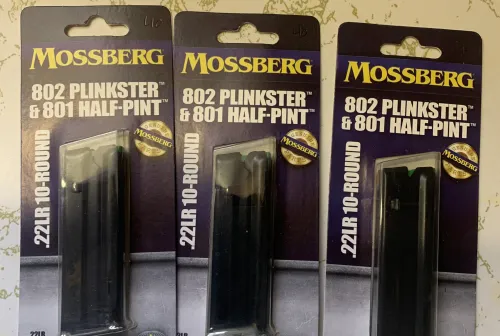 MOSSBERG
802 PLINKSTER™
& 801 HALF-PINT™
MOSSBERG
.22LR 10-ROUND
22LR
MOSSBERG
802 PLINKSTER™
& 801 HALF-PINT™
MOSSBERG
.22LR 10-ROUND
MOSSBERG
802 PLINKSTER™
& 801 HALF-PINT™
.22LR 10-ROUND